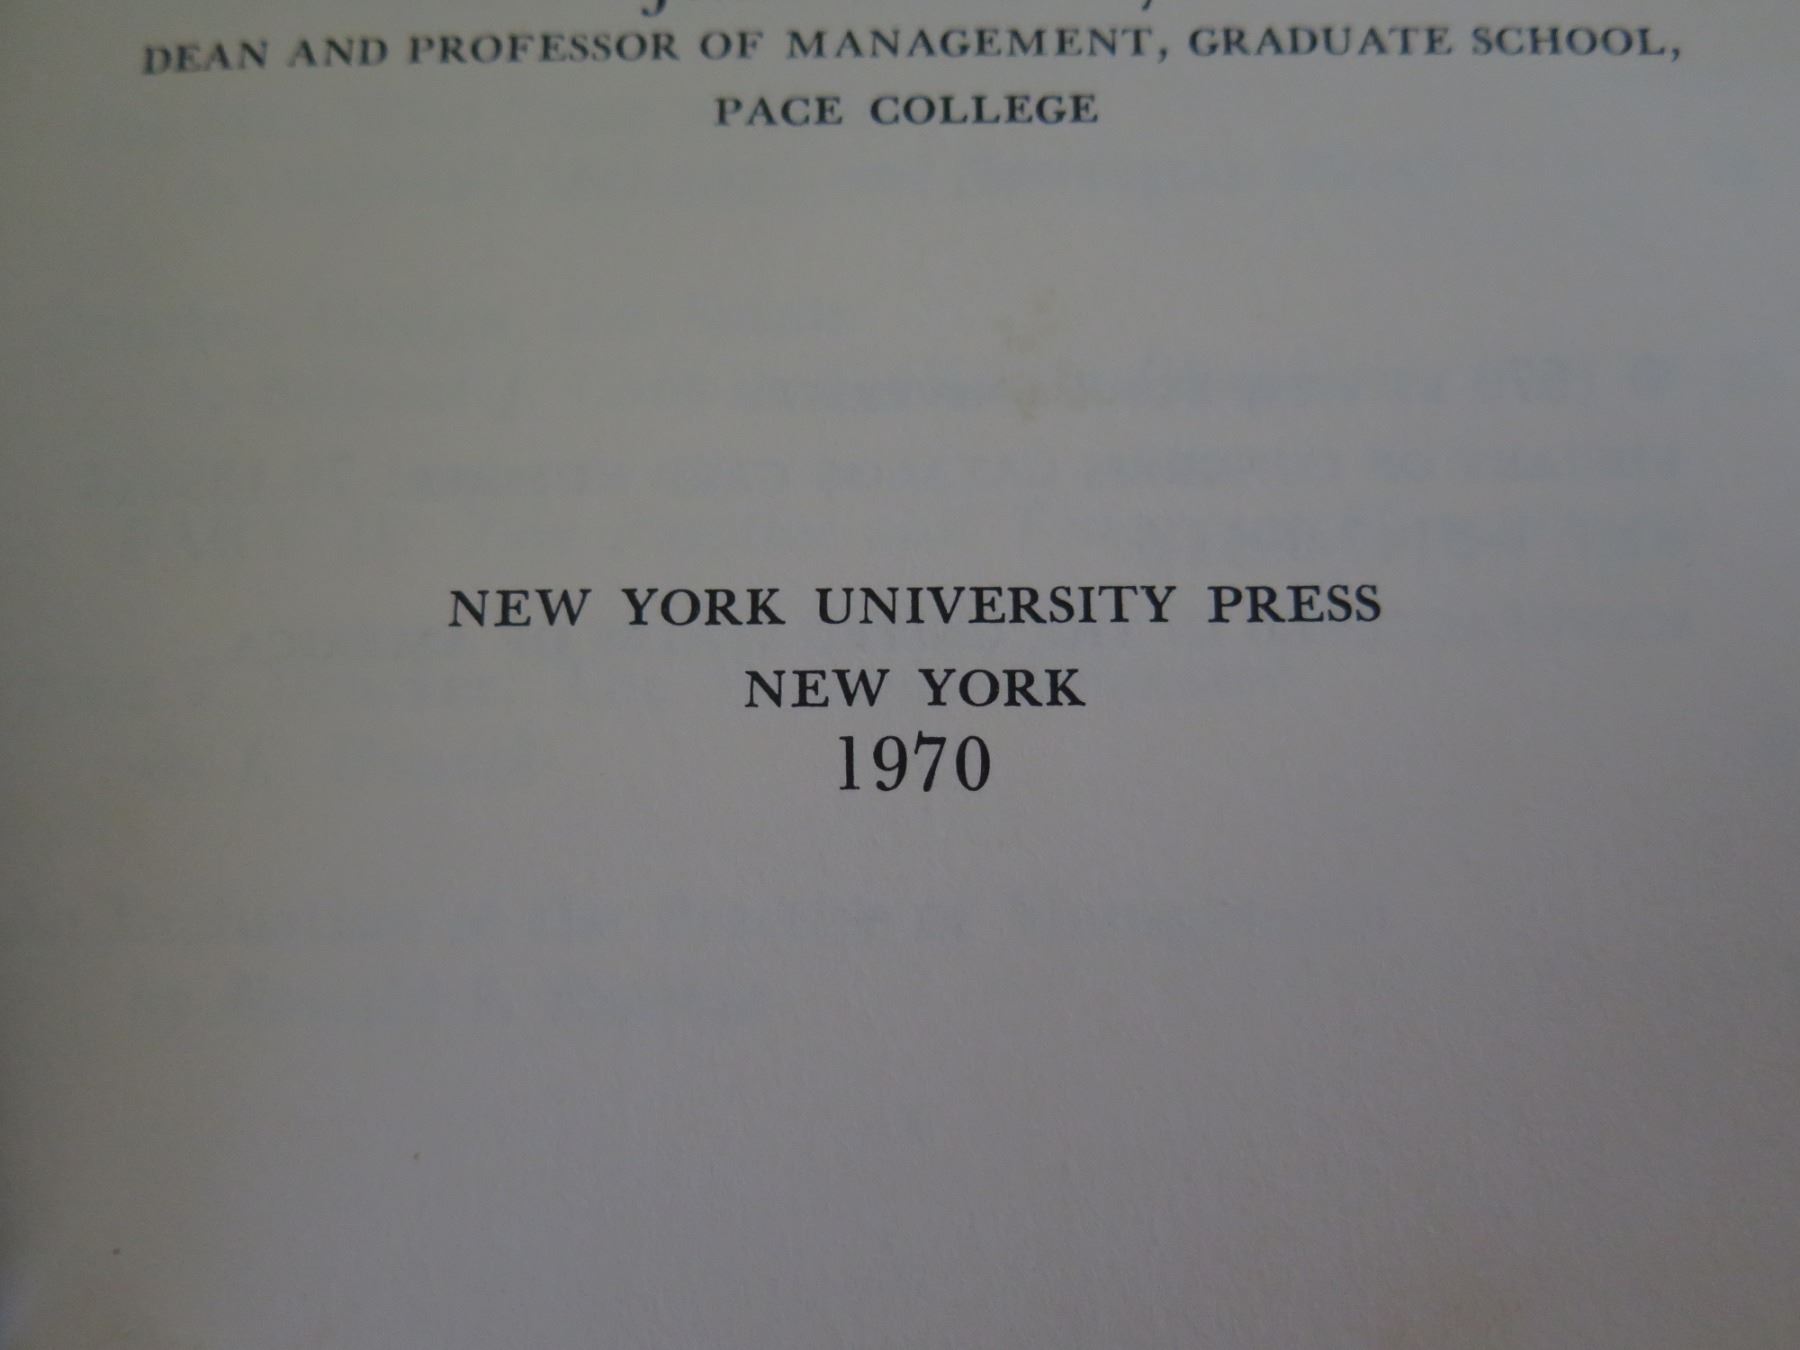 DEAN AND PROFESSOR OF MANAGEMENT, GRADUATE SCHOOL,
PACE COLLEGE
NEW YORK UNIVERSITY PRESS
NEW YORK
1970